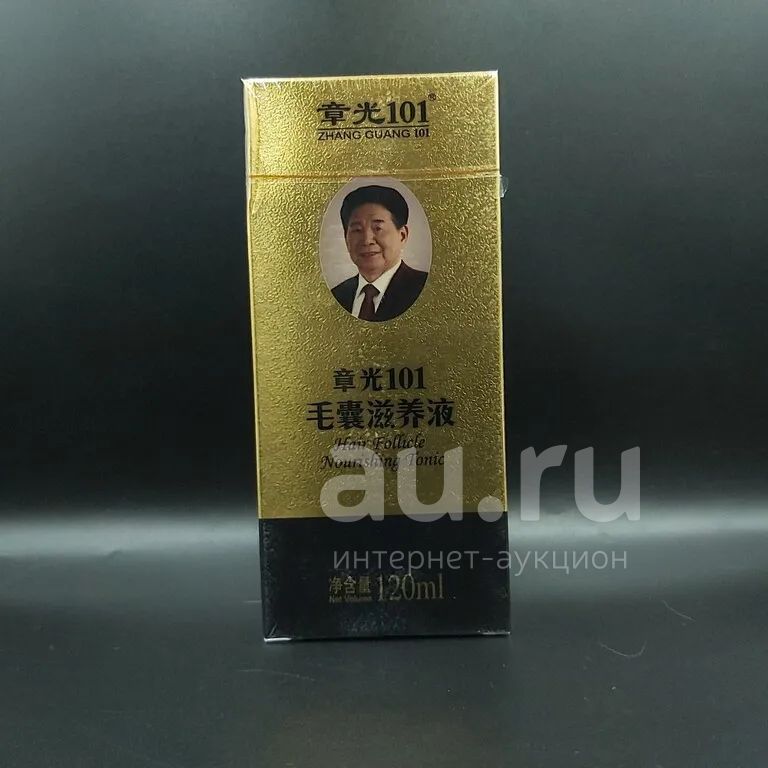 章光101®
ZHANG GUANG 101
章光101
毛囊滋养液
Hair Follicle
Nourishing Tonic
au.ru
интернет-аукцион
净含量 120ml
Net Volume